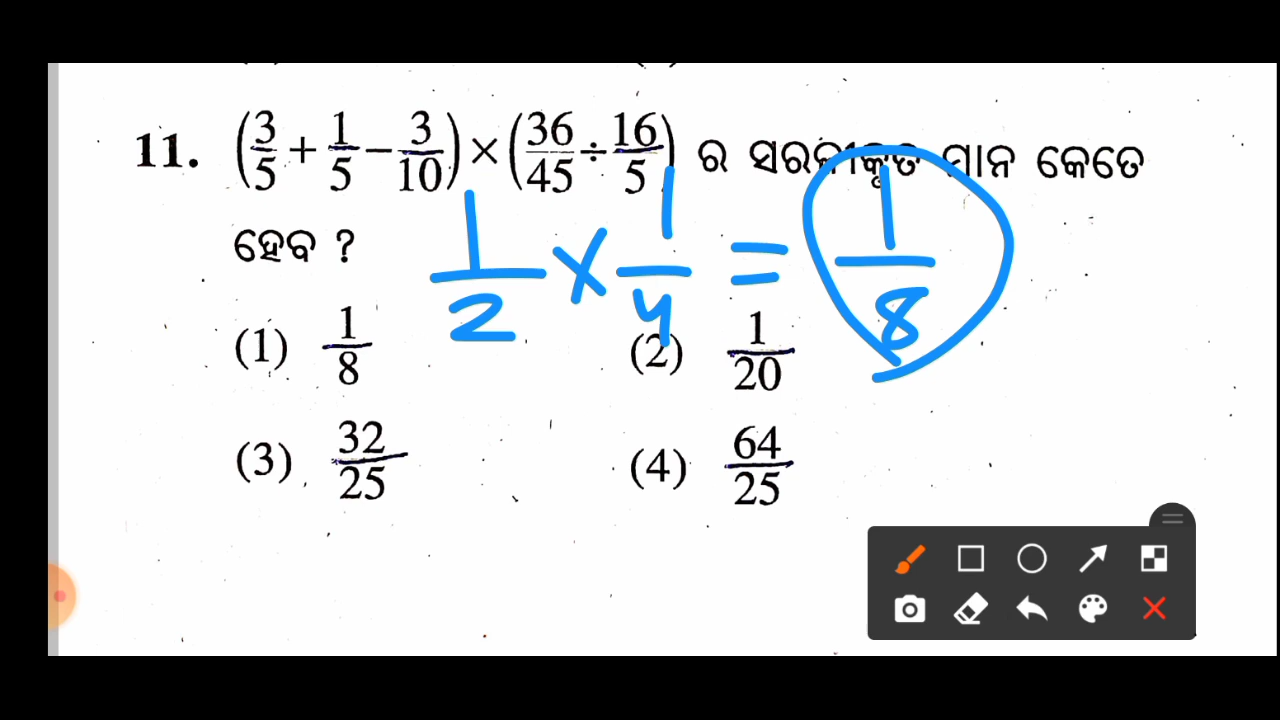 11. (3/5 + 1/5 − 3/10) × (36/45 ÷ 16/5) ର ସରଳୀକୃତ ମାନ କେତେ
ହେବ ?
1/2 × 1/4 = 1/8
(1) 1/8 (2) 1/20
(3) 32/25 (4) 64/25